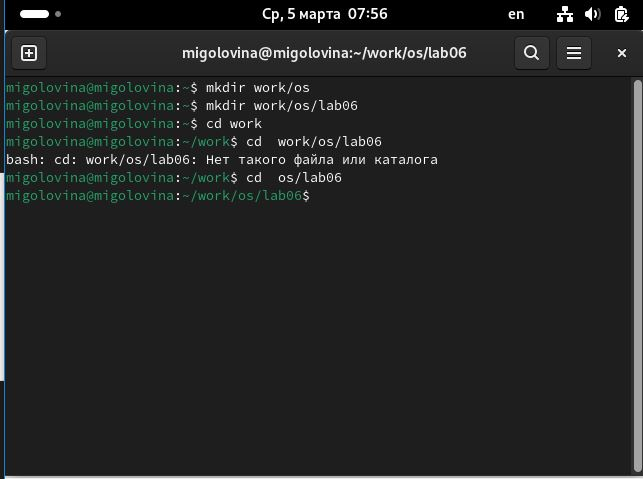 Ср, 5 марта 07:56
en
migolovina@migolovina:~/work/os/lab06
migolovina@migolovina:~$ mkdir work/os
migolovina@migolovina:~$ mkdir work/os/lab06
migolovina@migolovina:~$ cd work
migolovina@migolovina:~/work$ cd  work/os/lab06
bash: cd: work/os/lab06: Нет такого файла или каталога
migolovina@migolovina:~/work$ cd  os/lab06
migolovina@migolovina:~/work/os/lab06$